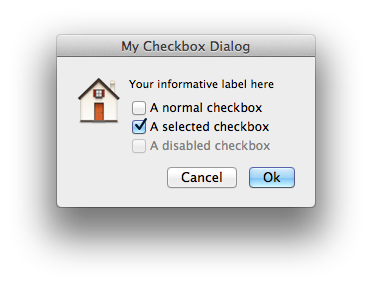 My Checkbox Dialog
Your informative label here
A normal checkbox
A selected checkbox
A disabled checkbox
Cancel Ok